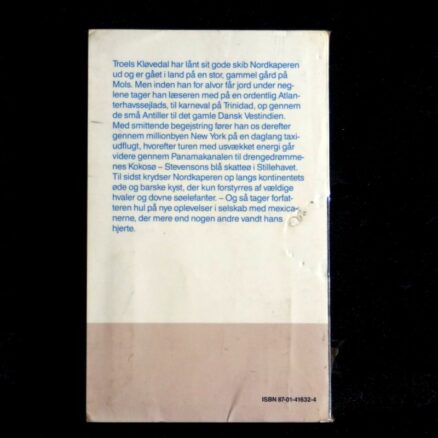 Troels Kløvedal har lånt sit gode skib Nordkaperen
ud og er gået i land på en stor, gammel gård på
Mols. Men inden han for alvor får jord under neg-
lene tager han læseren med på en ordentlig Atlan-
terhavssejlads, til karneval på Trinidad, op gennem
de små Antiller til det gamle Dansk Vestindien.
Med smittende begejstring fører han os derefter
gennem millionbyen New York på en daglang taxi-
udflugt, hvorefter turen med usvækket energi går
videre gennem Panamakanalen til drengedrømme-
nes Kokosø – Stevensons blå skatteø i Stillehavet.
Til sidst krydser Nordkaperen op langs kontinentets
øde og barske kyst, der kun forstyrres af vældige
hvaler og dovne søelefanter. – Og så tager forfat-
teren hul på nye oplevelser i selskab med mexica-
nerne, der mere end nogen andre vandt hans
hjerte.
ISBN 87-01-41632-4